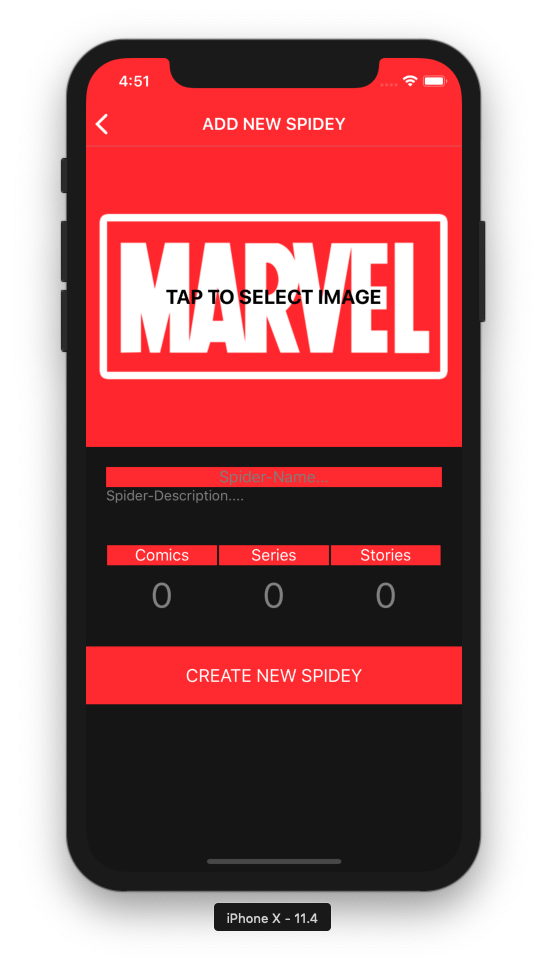 4:51
ADD NEW SPIDEY
MARVEL
TAP TO SELECT IMAGE
Spider-Name...
Spider-Description....
Comics Series Stories
0 0 0
CREATE NEW SPIDEY
iPhone X - 11.4